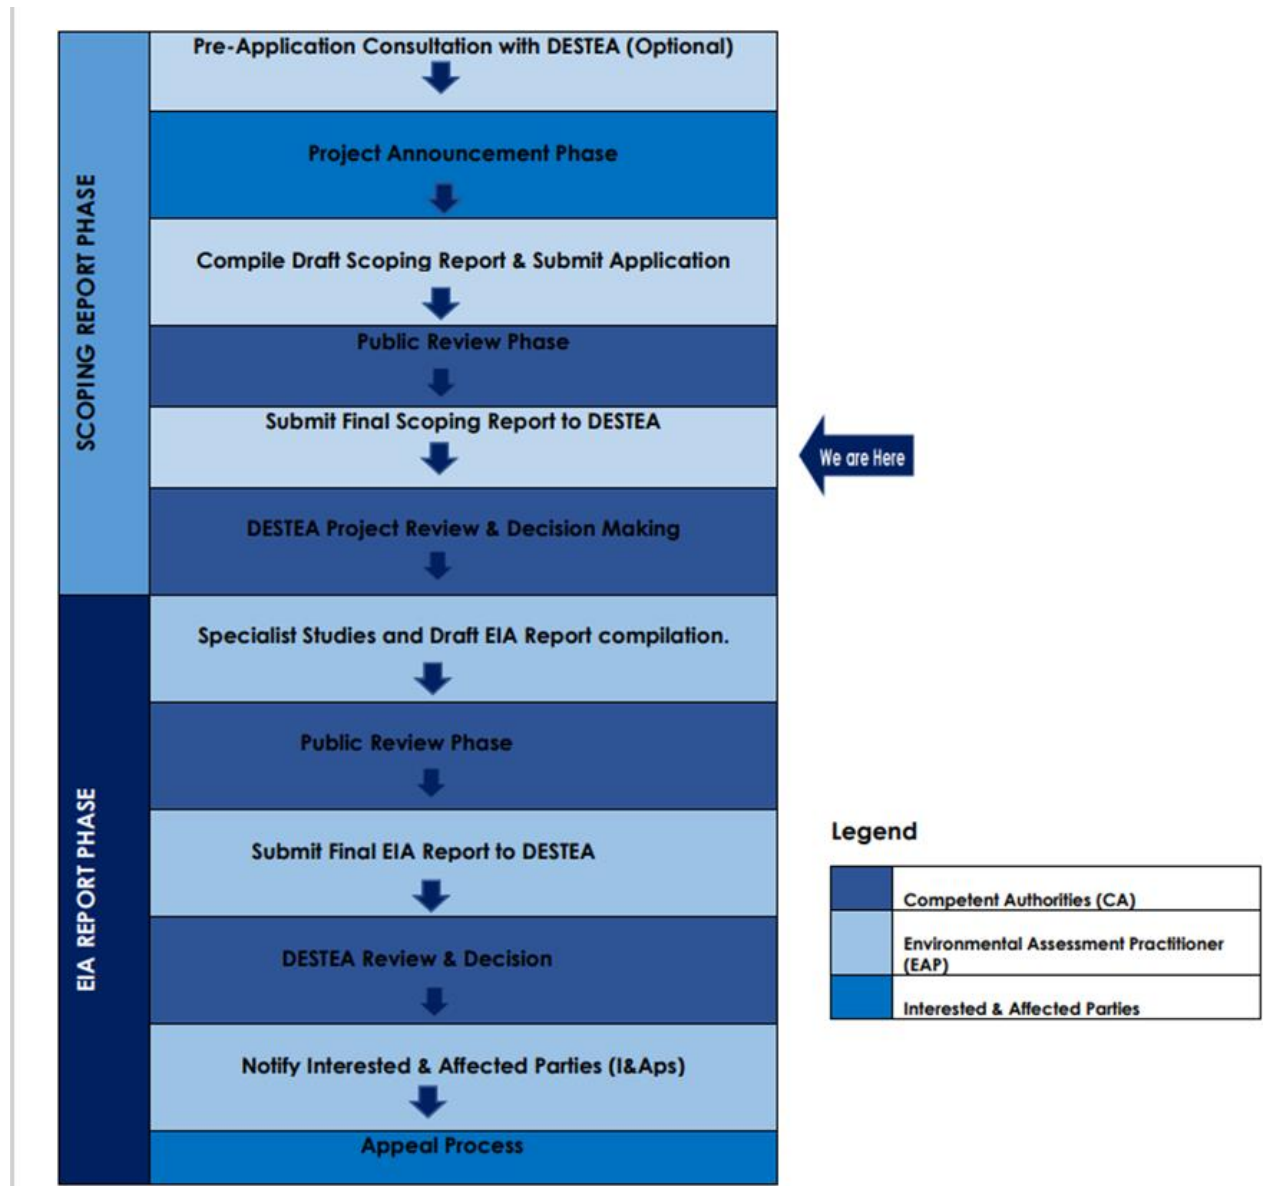 SCOPING REPORT PHASE
Pre-Application Consultation with DESTEA (Optional)
Project Announcement Phase
Compile Draft Scoping Report & Submit Application
Public Review Phase
Submit Final Scoping Report to DESTEA
We are Here
DESTEA Project Review & Decision Making
EIA REPORT PHASE
Specialist Studies and Draft EIA Report compilation.
Public Review Phase
Submit Final EIA Report to DESTEA
DESTEA Review & Decision
Notify Interested & Affected Parties (I&Aps)
Appeal Process
Legend
Competent Authorities (CA)
Environmental Assessment Practitioner
(EAP)
Interested & Affected Parties